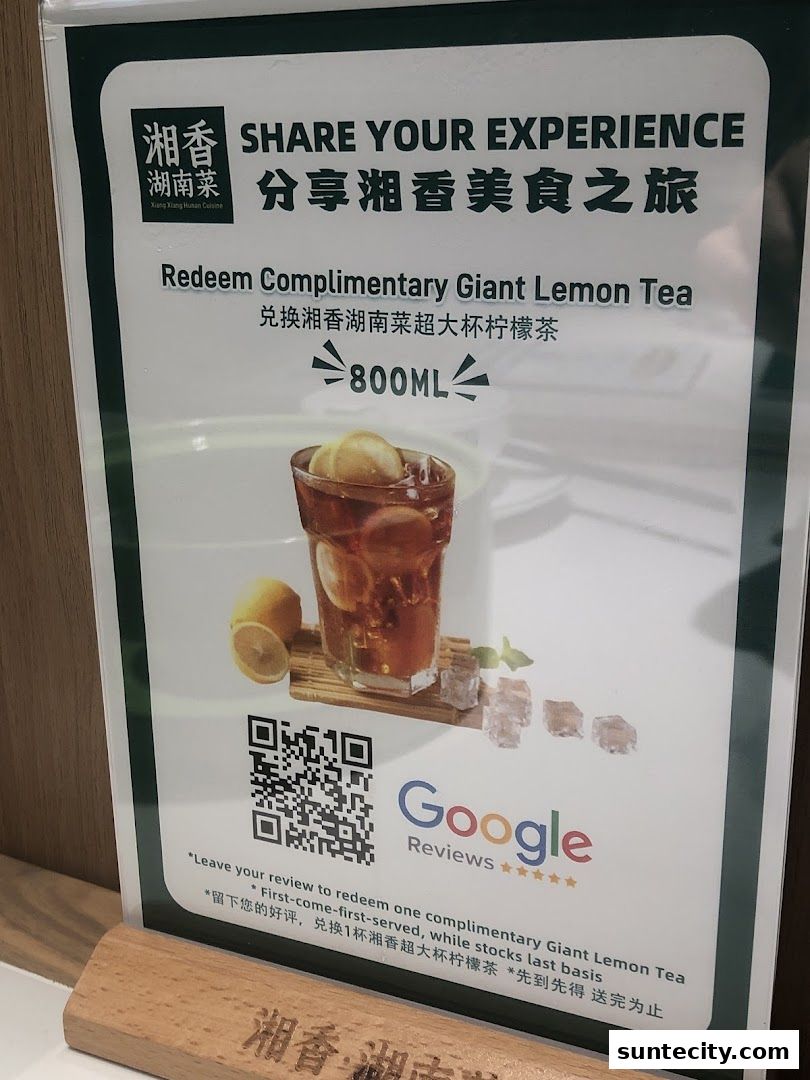 湘香
湖南菜
Xiang Xiang Hunan Cuisine
SHARE YOUR EXPERIENCE
分享湘香美食之旅
Redeem Complimentary Giant Lemon Tea
兑换湘香湖南菜超大杯柠檬茶
800ML
Google
Reviews
*Leave your review to redeem one complimentary Giant Lemon Tea
* First-come-first-served, while stocks last basis
*留下您的好评，兑换1杯湘香超大杯柠檬茶 *先到先得 送完为止
湘香·湖南
suntecity.com